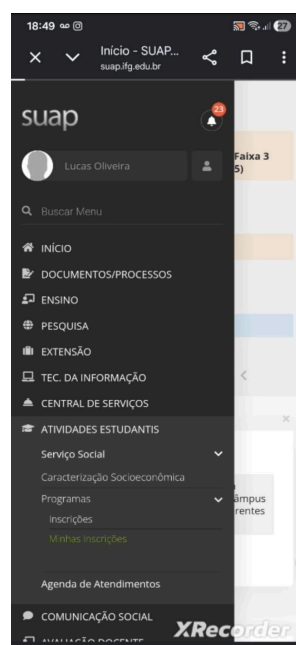 18:49
27
Início - SUAP...
suap.ifg.edu.br
suap
23
Lucas Oliveira
Faixa 3
5)
Buscar Menu
INÍCIO
DOCUMENTOS/PROCESSOS
ENSINO
PESQUISA
EXTENSÃO
TEC. DA INFORMAÇÃO
CENTRAL DE SERVIÇOS
ATIVIDADES ESTUDANTIS
Serviço Social
Caracterização Socioeconômica
Programas
âmpus
rentes
Inscrições
Minhas Inscrições
Agenda de Atendimentos
COMUNICAÇÃO SOCIAL
XRecorder
AVALIAÇÃO DOCENTE